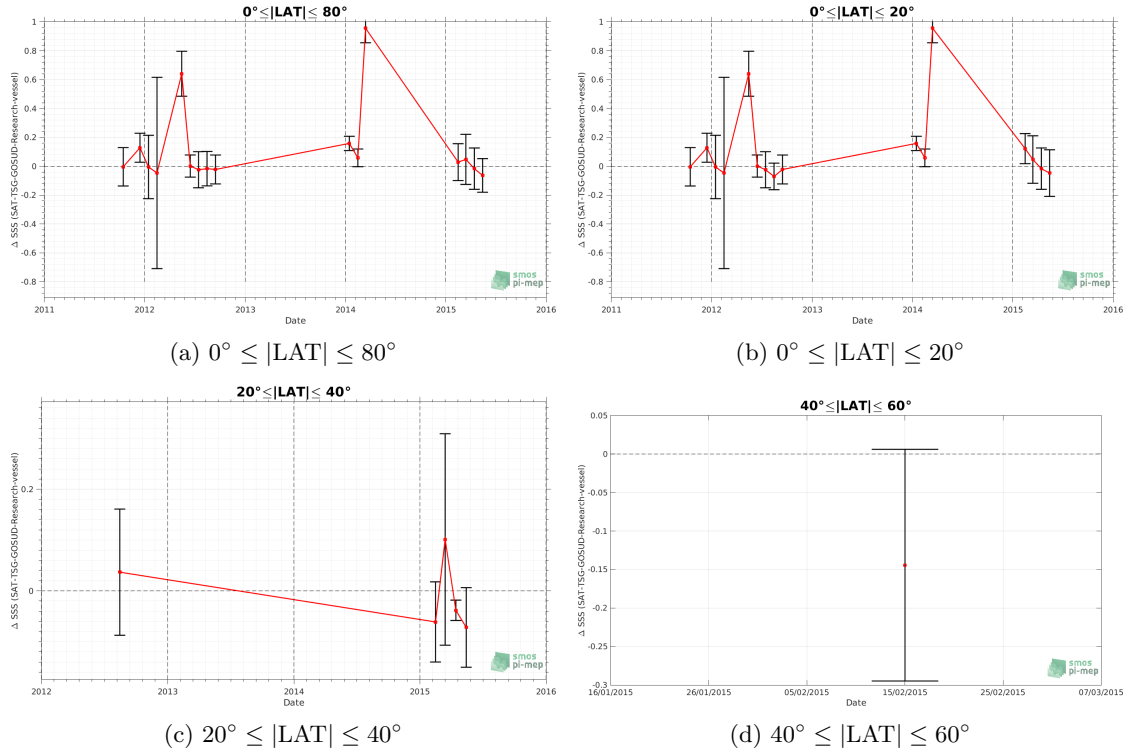 0°≤|LAT|≤ 80°
1
0.8
0.6
0.4
0.2
0
-0.2
-0.4
-0.6
-0.8
Δ SSS (SAT-TSG-GOSUD-Research-vessel)
2011 2012 2013 2014 2015 2016
Date
smos
pi-mep
(a) 0° ≤ |LAT| ≤ 80°
0°≤|LAT|≤ 20°
1
0.8
0.6
0.4
0.2
0
-0.2
-0.4
-0.6
-0.8
Δ SSS (SAT-TSG-GOSUD-Research-vessel)
2011 2012 2013 2014 2015 2016
Date
smos
pi-mep
(b) 0° ≤ |LAT| ≤ 20°
20°≤|LAT|≤ 40°
0.2
0
Δ SSS (SAT-TSG-GOSUD-Research-vessel)
2012 2013 2014 2015 2016
Date
smos
pi-mep
(c) 20° ≤ |LAT| ≤ 40°
40°≤|LAT|≤ 60°
0.05
0
-0.05
-0.1
-0.15
-0.2
-0.25
-0.3
Δ SSS (SAT-TSG-GOSUD-Research-vessel)
16/01/2015 26/01/2015 05/02/2015 15/02/2015 25/02/2015 07/03/2015
Date
smos
pi-mep
(d) 40° ≤ |LAT| ≤ 60°